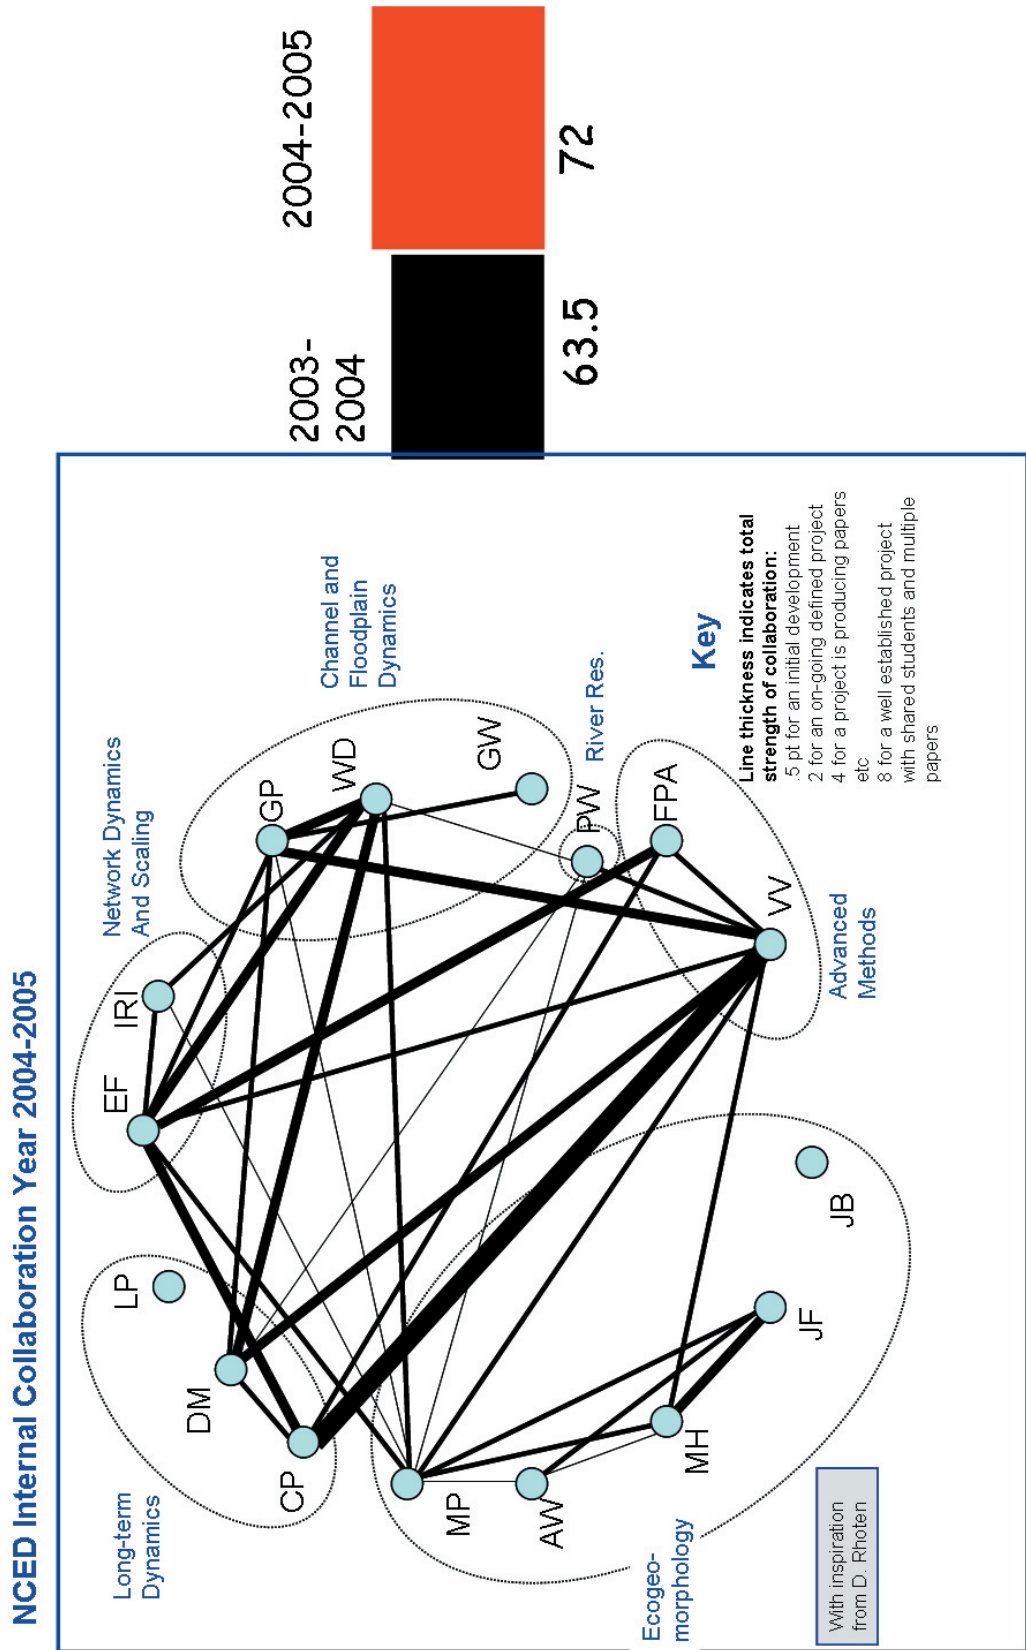 NCED Internal Collaboration Year 2004-2005
Long-term
Dynamics
LP
DM
CP
EF
IRI
Network Dynamics
And Scaling
GP
WD
GW
Channel and
Floodplain
Dynamics
PW
River Res.
FPA
VV
Advanced
Methods
MP
AW
MH
JF
JB
Ecogeo-
morphology
Key
Line thickness indicates total
strength of collaboration:
.5 pt for an initial development
2 for an on-going defined project
4 for a project is producing papers
etc
8 for a well established project
with shared students and multiple
papers
With inspiration
from D. Rhoten
2003-
2004
63.5
2004-2005
72